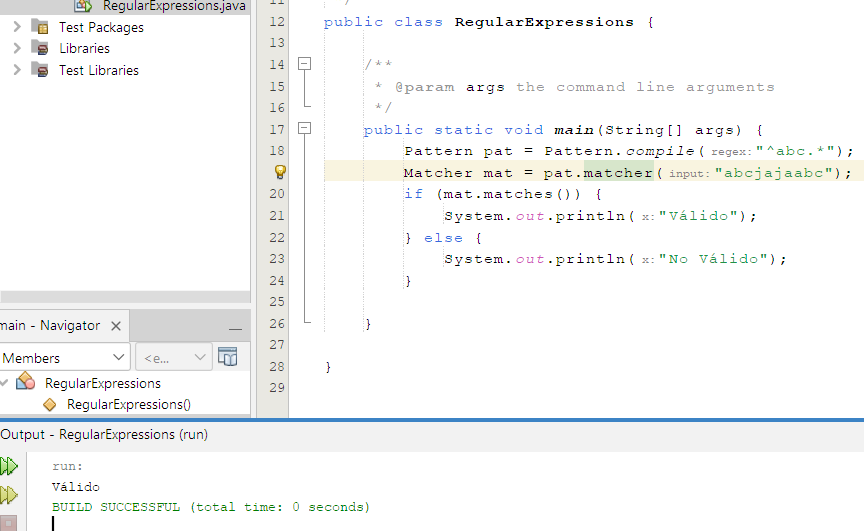 RegularExpressions.java
Test Packages
Libraries
Test Libraries
11 /
12 public class RegularExpressions {
13
14 /**
15 * @param args the command line arguments
16 */
17 public static void main(String[] args) {
18 Pattern pat = Pattern.compile( regex: "^abc.*");
Matcher mat = pat.matcher( input: "abcjajaabc");
20 if (mat.matches()) {
21 System.out.println( x: "Válido");
22 } else {
23 System.out.println( x: "No Válido");
24 }
25
26 }
27
28 }
29
main - Navigator
Members
<e...
RegularExpressions
RegularExpressions()
Output - RegularExpressions (run)
run:
Válido
BUILD SUCCESSFUL (total time: 0 seconds)